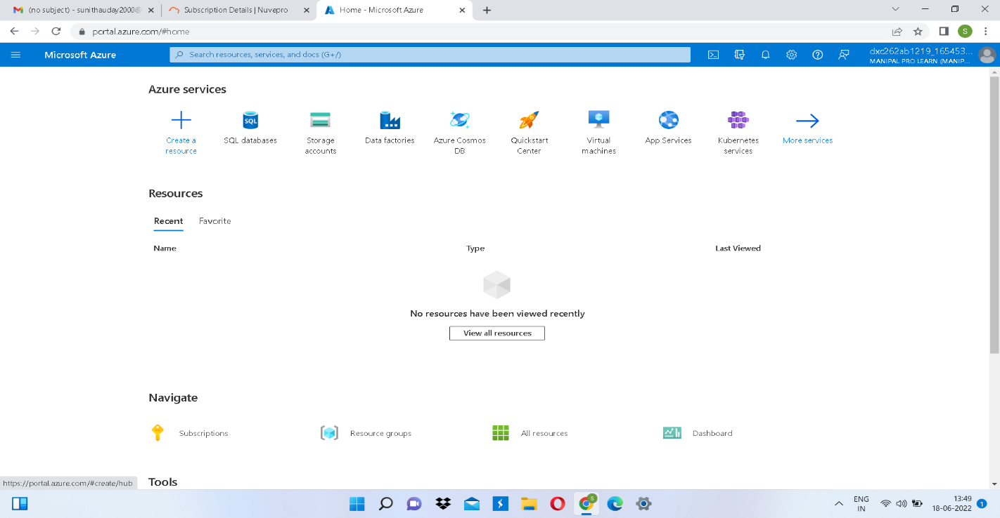 (no subject) - sunithauday2000@
Subscription Details | Nuvepro
Home - Microsoft Azure
portal.azure.com/#home
S
Microsoft Azure
Search resources, services, and docs (G+/)
dxc262ab1219_165453...
MANIPAL PRO LEARN (MANIP...
Azure services
Create a
resource
SQL
SQL databases
Storage
accounts
Data factories
Azure Cosmos
DB
Quickstart
Center
Virtual
machines
App Services
Kubernetes
services
More services
Resources
Recent
Favorite
Name
Type
Last Viewed
No resources have been viewed recently
View all resources
Navigate
Subscriptions
Resource groups
All resources
Dashboard
https://portal.azure.com/#create/hub
Tools
S
ENG
IN
13:49
18-06-2022
1